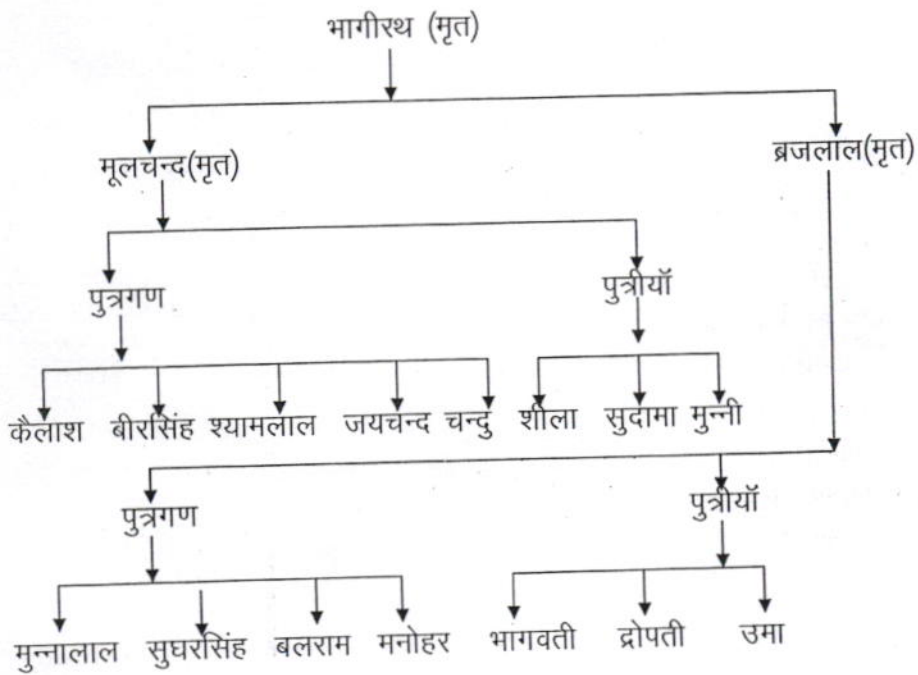 भागीरथ (मृत)
मूलचन्द(मृत)
ब्रजलाल(मृत)
पुत्रगण
पुत्रीयॉ
कैलाश बीरसिंह श्यामलाल जयचन्द चन्दु शीला सुदामा मुन्नी
पुत्रगण
पुत्रीयॉ
मुन्नालाल सुघरसिंह बलराम मनोहर भागवती द्रोपती उमा